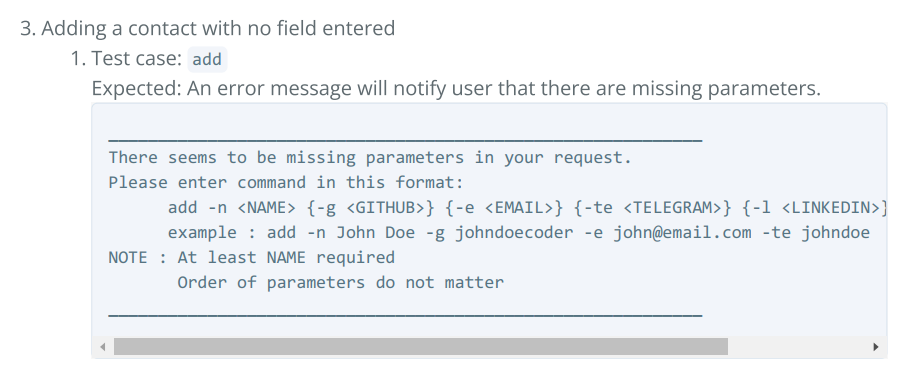 3. Adding a contact with no field entered
1. Test case: add
Expected: An error message will notify user that there are missing parameters.
There seems to be missing parameters in your request.
Please enter command in this format:
add -n <NAME> {-g <GITHUB>} {-e <EMAIL>} {-te <TELEGRAM>} {-l <LINKEDIN>}
example : add -n John Doe -g johndoecoder -e john@email.com -te johndoe
NOTE : At least NAME required
Order of parameters do not matter